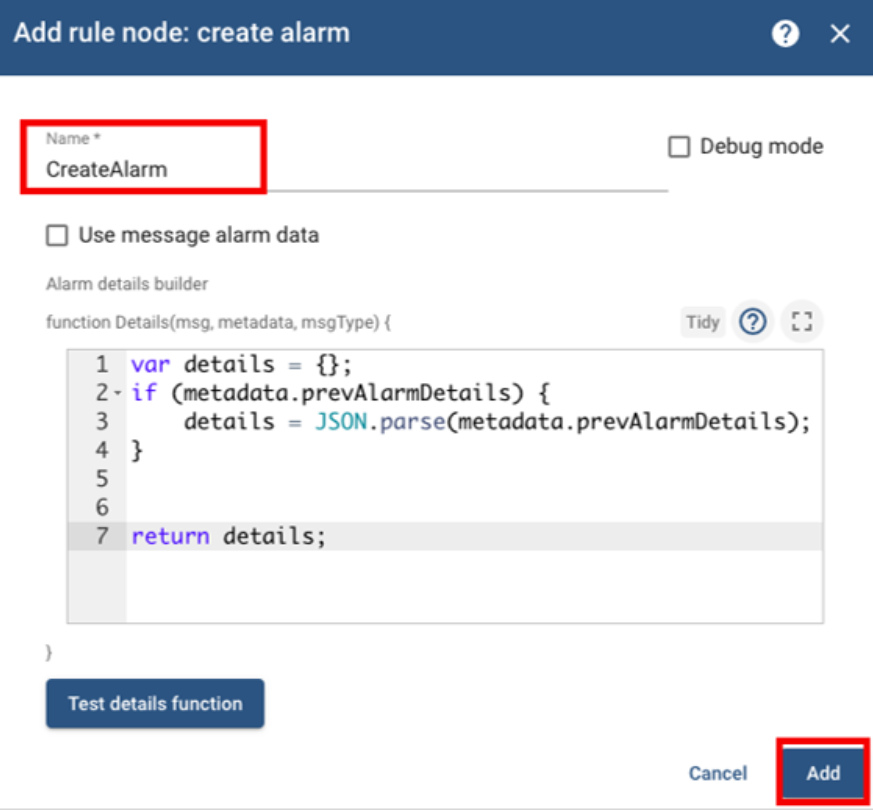 Add rule node: create alarm
Name *
CreateAlarm
Debug mode
Use message alarm data
Alarm details builder
function Details(msg, metadata, msgType) {
Tidy
1 var details = {};
2 if (metadata.prevAlarmDetails) {
3     details = JSON.parse(metadata.prevAlarmDetails);
4 }
5
6
7 return details;
}
Test details function
Cancel
Add